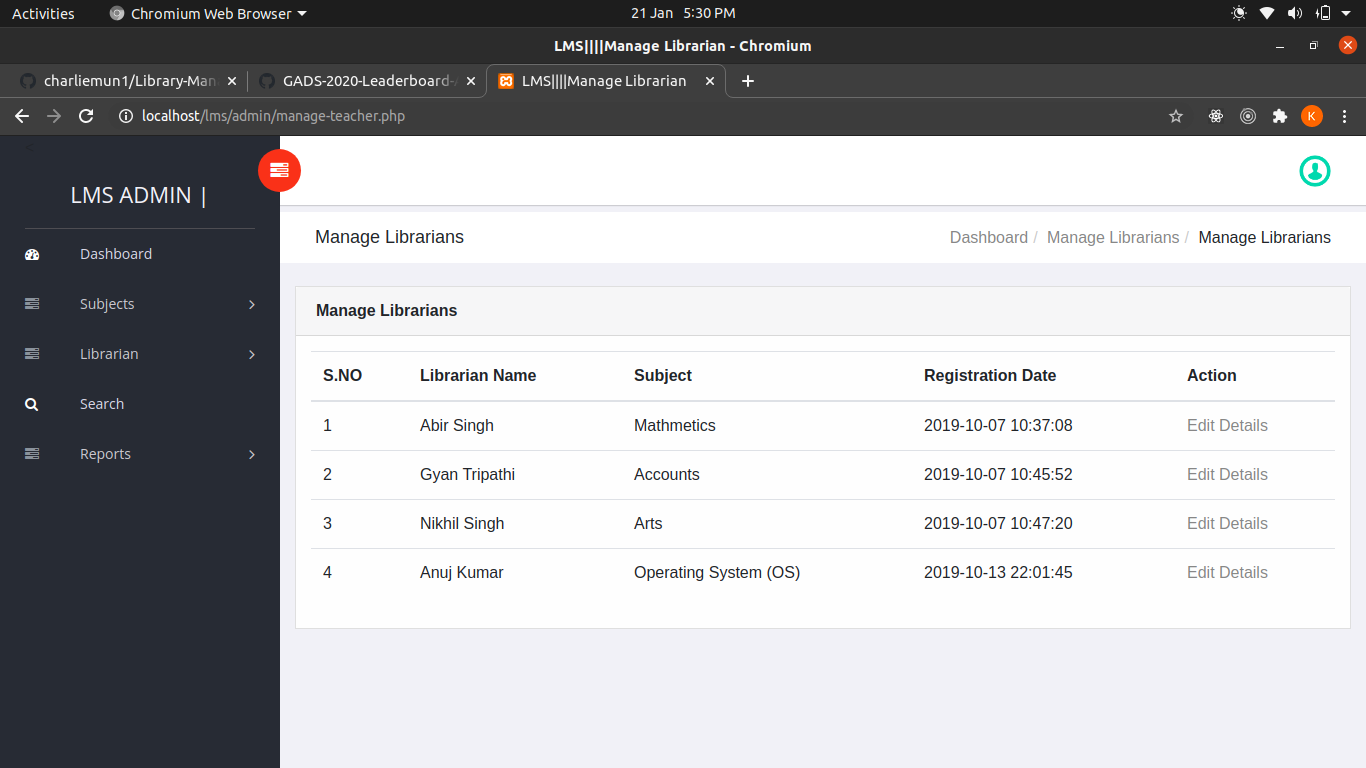 Activities Chromium Web Browser 21 Jan 5:30 PM
LMS||||Manage Librarian - Chromium
charliemun1/Library-Man GADS-2020-Leaderboard- LMS||||Manage Librarian
localhost/lms/admin/manage-teacher.php K
<
LMS ADMIN |
Dashboard
Subjects
Librarian
Search
Reports
Manage Librarians Dashboard / Manage Librarians / Manage Librarians
Manage Librarians
S.NO Librarian Name Subject Registration Date Action
1 Abir Singh Mathmetics 2019-10-07 10:37:08 Edit Details
2 Gyan Tripathi Accounts 2019-10-07 10:45:52 Edit Details
3 Nikhil Singh Arts 2019-10-07 10:47:20 Edit Details
4 Anuj Kumar Operating System (OS) 2019-10-13 22:01:45 Edit Details